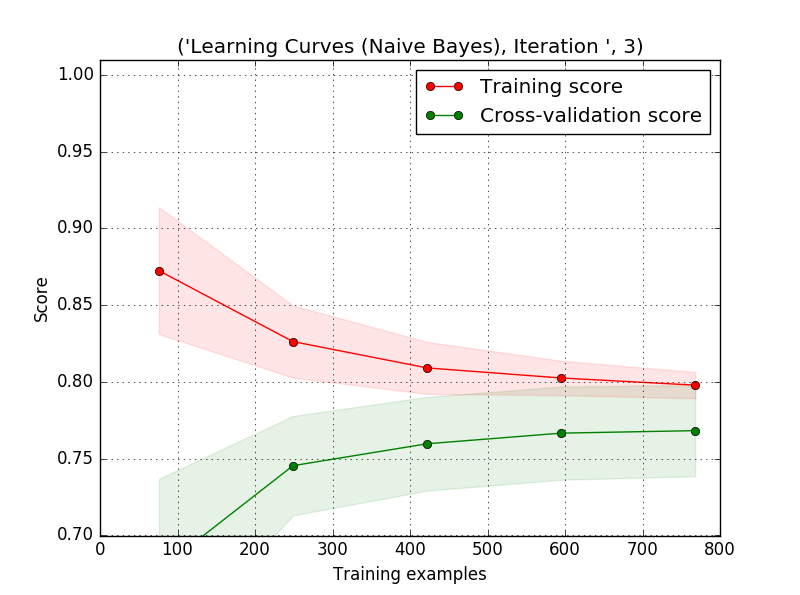 ('Learning Curves (Naive Bayes), Iteration ', 3)
Training score
Cross-validation score
1.00
0.95
0.90
0.85
0.80
0.75
0.70
Score
0 100 200 300 400 500 600 700 800
Training examples